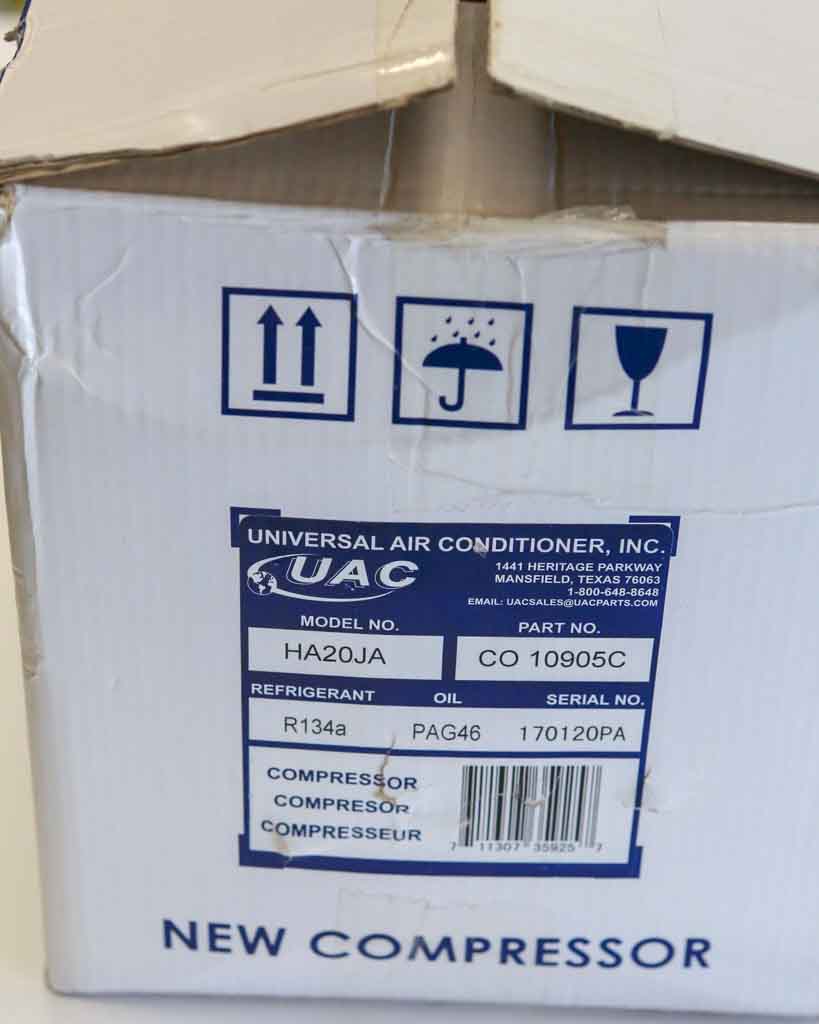 UNIVERSAL AIR CONDITIONER, INC.
UAC
1441 HERITAGE PARKWAY
MANSFIELD, TEXAS 76063
1-800-648-8648
EMAIL: UACSALES@UACPARTS.COM
MODEL NO. PART NO.
HA20JA CO 10905C
REFRIGERANT OIL SERIAL NO.
R134a PAG46 170120PA
COMPRESSOR
COMPRESOR
COMPRESSEUR
7 11307 35925 7
NEW COMPRESSOR